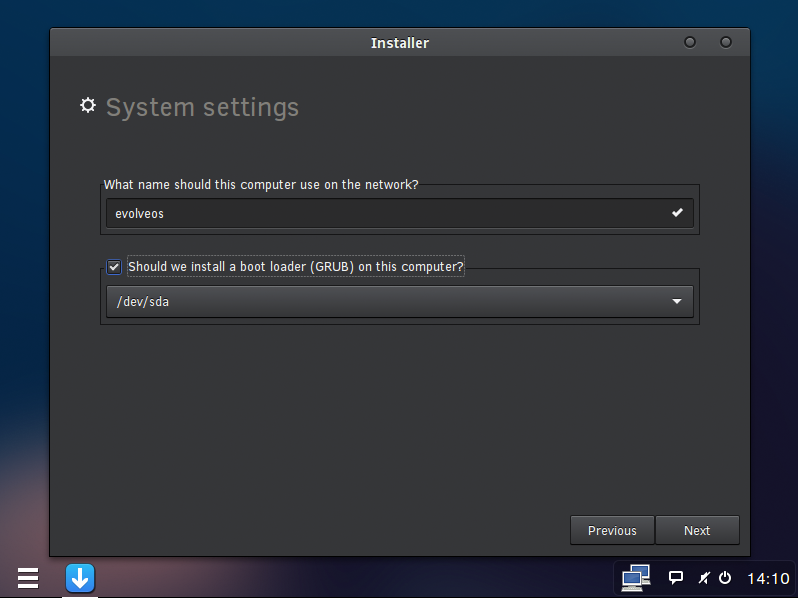 Installer
System settings
What name should this computer use on the network?
evolveos
Should we install a boot loader (GRUB) on this computer?
/dev/sda
Previous
Next
14:10